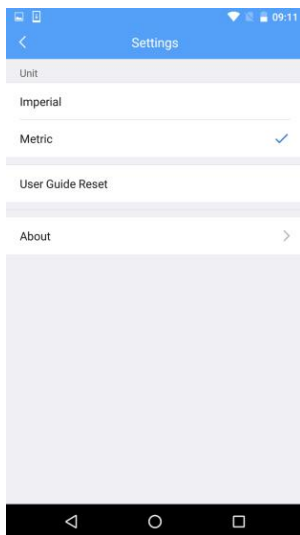 09:11
Settings
Unit
Imperial
Metric
User Guide Reset
About